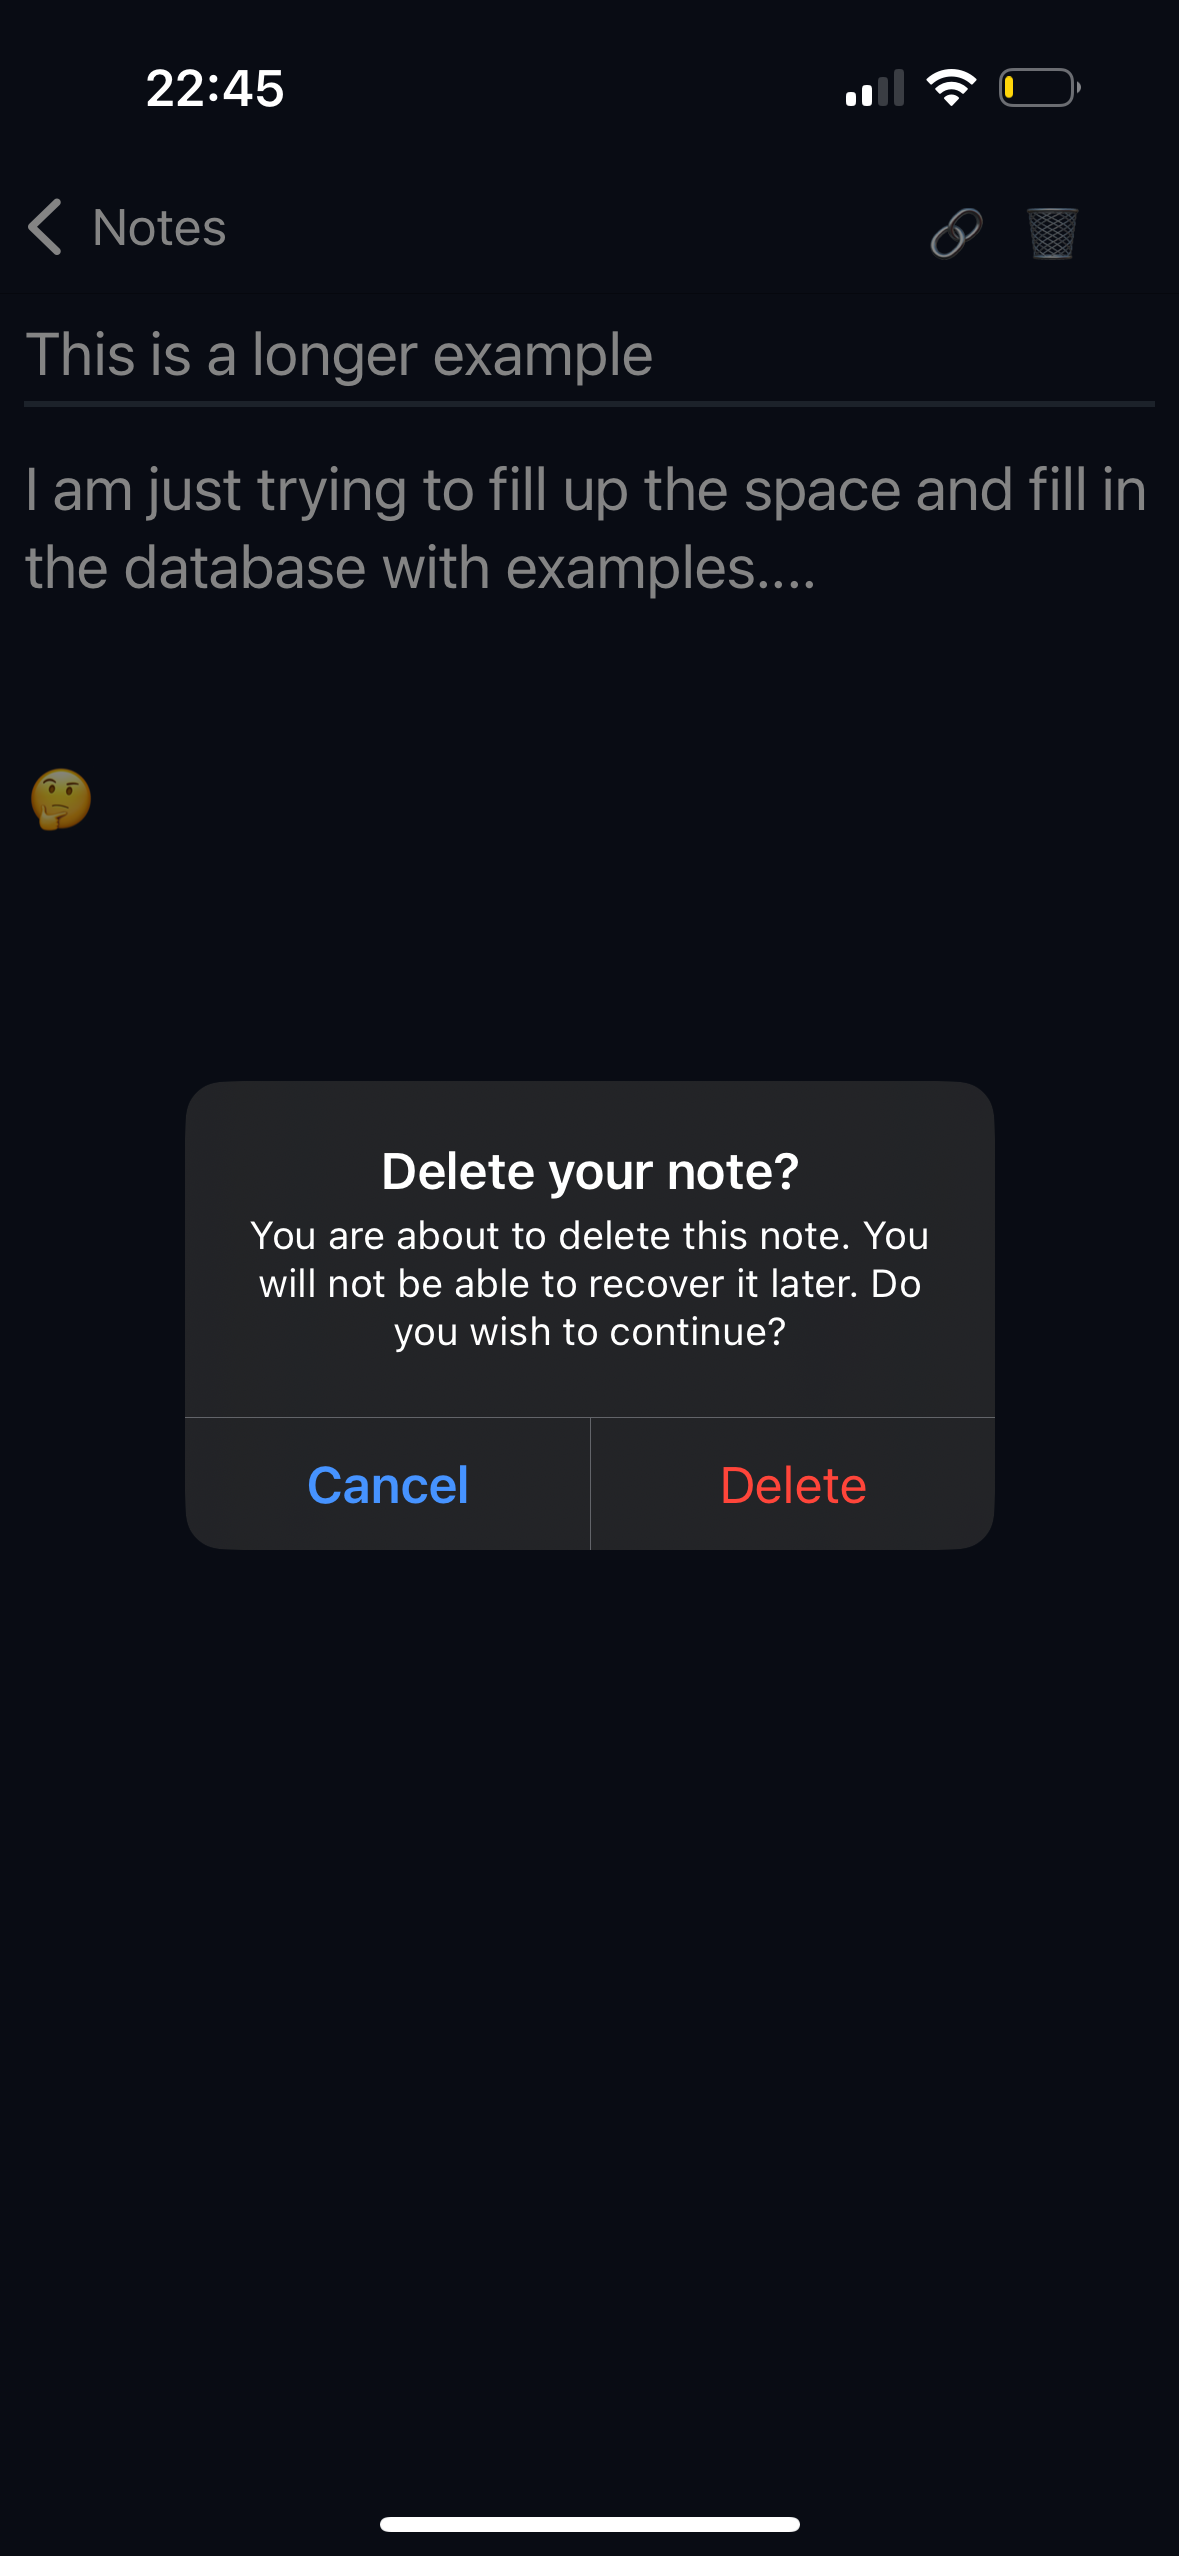 22:45
Notes
This is a longer example
I am just trying to fill up the space and fill in
the database with examples....
🤔
Delete your note?
You are about to delete this note. You
will not be able to recover it later. Do
you wish to continue?
Cancel
Delete